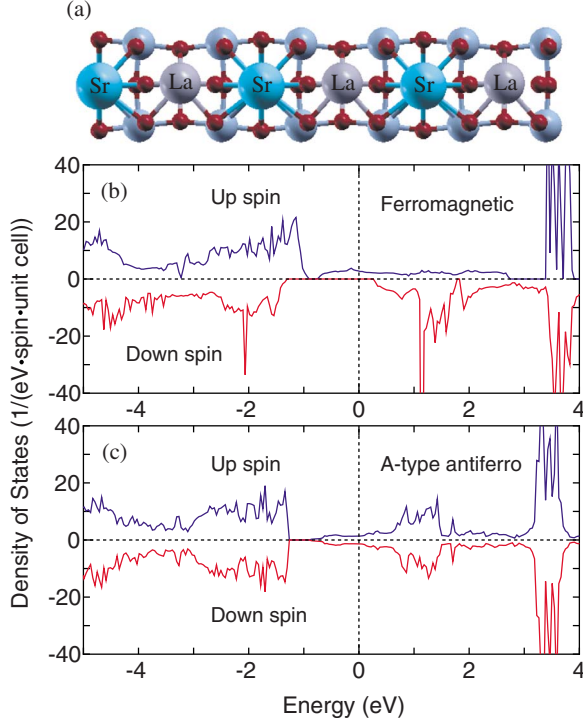 (a)
Sr La Sr La Sr La
40
(b) Up spin Ferromagnetic
20
0
-20
Down spin
-40
-4 -2 0 2 4
40
(c) Up spin A-type antiferro
20
0
-20
Down spin
-40
-4 -2 0 2 4
Energy (eV)
Density of States (1/(eV·spin·unit cell))